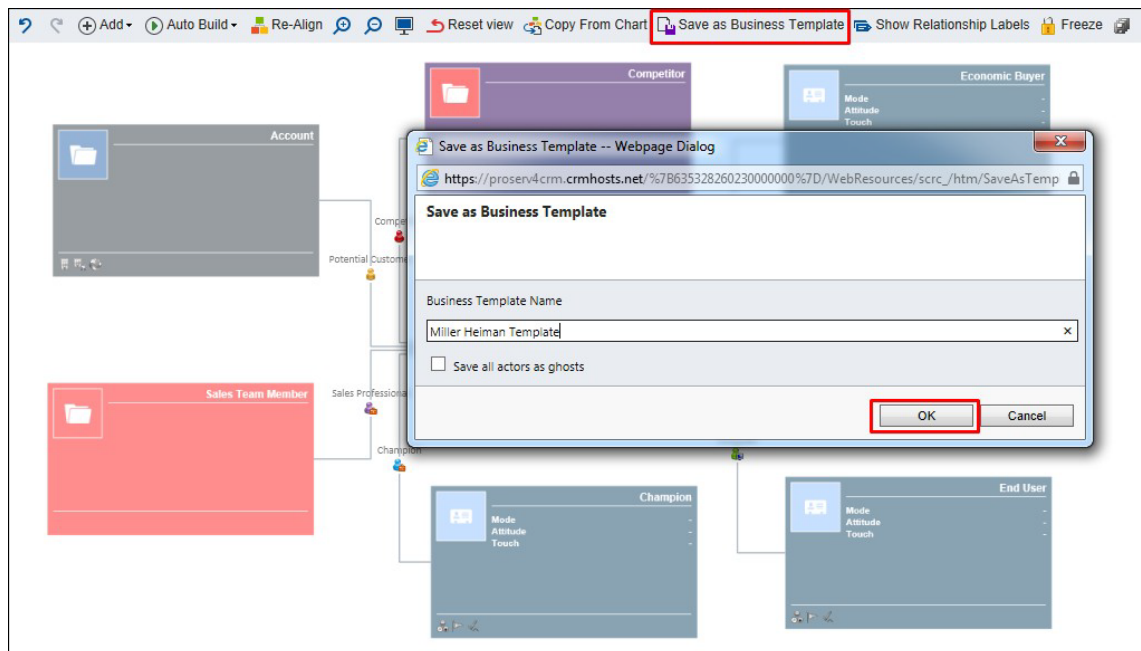 Add Auto Build Re-Align Reset view Copy From Chart Save as Business Template Show Relationship Labels Freeze
Competitor
Economic Buyer
Mode -
Attitude -
Touch -
Account
Save as Business Template -- Webpage Dialog
https://proserv4crm.crmhosts.net/%7B635328260230000000%7D/WebResources/scrc_/htm/SaveAsTemp
Save as Business Template
Compe
Potential Custome
Business Template Name
Miller Heiman Template
Save all actors as ghosts
OK Cancel
Sales Team Member
Sales Professiona
Champion
Champion
Mode -
Attitude -
Touch -
End User
Mode -
Attitude -
Touch -